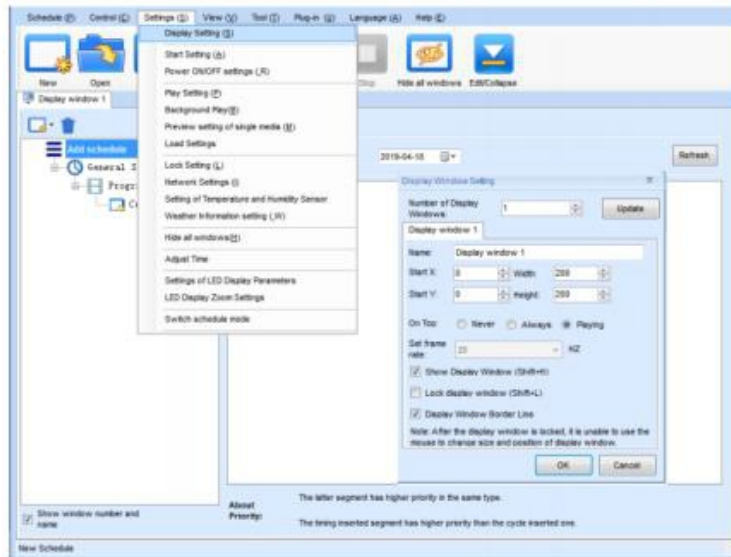 Schedule (P) Control (C) Settings (S) View (V) Tool (T) Plug-in (U) Language (A) Help (E)
Display Setting (S)
Start Setting (A)
Power ON/OFF settings (,R)
Play Setting (P)
Background Play(B)
Preview setting of single media (M)
Load Settings
Lock Setting (L)
Network Settings (I)
Setting of Temperature and Humidity Sensor
Weather Information setting (,W)
Hide all windows(H)
Adjust Time
Settings of LED Display Parameters
LED Display Zoom Settings
Switch schedule mode
New Open Stop Hide all windows Edit/Collapse
Display window 1
Add schedule
General S
Progr
2019-04-18 Refresh
Display Window Setting
Number of Display
Windows: 1 Update
Display window 1
Name: Display window 1
Start X: 0 Width: 200
Start Y: 0 Height: 200
On Top: Never Always Playing
Set frame
rate: HZ
Show Display Window (Shift+H)
Lock display window (Shift+L)
Display Window Border Line
Note: After the display window is locked, it is unable to use the
mouse to change size and position of display window.
OK Cancel
Show window number and
name
About
Priority:
The latter segment has higher priority in the same type.
The timing inserted segment has higher priority than the cycle inserted one.
New Schedule